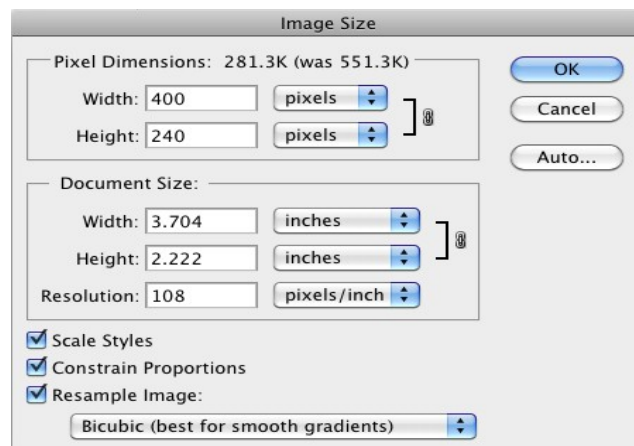 Image Size
Pixel Dimensions: 281.3K (was 551.3K)
Width: 400 pixels
Height: 240 pixels
OK
Cancel
Auto...
Document Size:
Width: 3.704 inches
Height: 2.222 inches
Resolution: 108 pixels/inch
Scale Styles
Constrain Proportions
Resample Image:
Bicubic (best for smooth gradients)